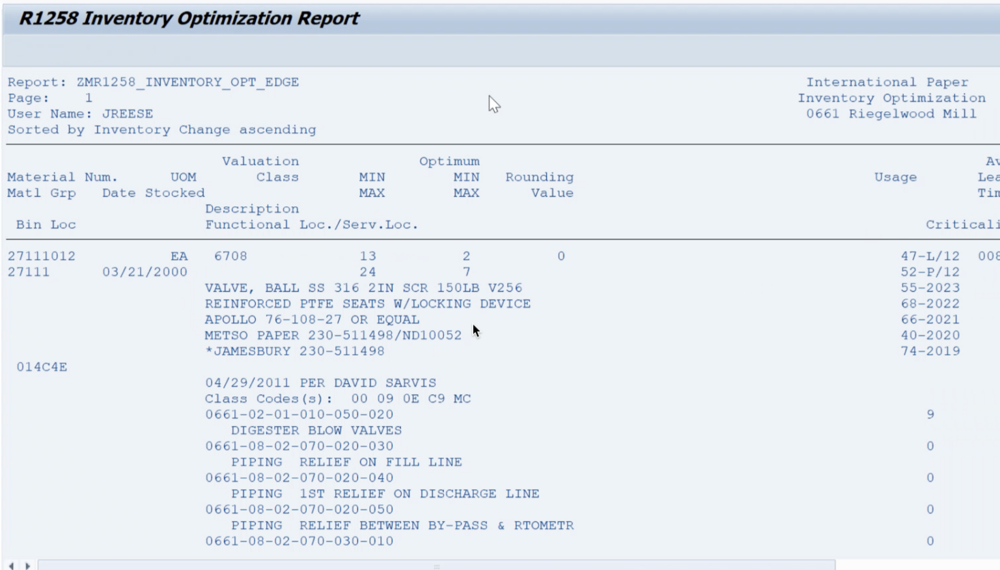 R1258 Inventory Optimization Report
Report: ZMR1258_INVENTORY_OPT_EDGE International Paper
Page: 1 Inventory Optimization
User Name: JREESE 0661 Riegelwood Mill
Sorted by Inventory Change ascending
Valuation Optimum Av
Material Num. UOM Class MIN MIN Rounding Usage Lea
Matl Grp Date Stocked MAX MAX Value Tim
Description
Bin Loc Functional Loc./Serv.Loc. Criticali
27111012 EA 6708 13 2 0 47-L/12 008
27111 03/21/2000 24 7 52-P/12
VALVE, BALL SS 316 2IN SCR 150LB V256 55-2023
REINFORCED PTFE SEATS W/LOCKING DEVICE 68-2022
APOLLO 76-108-27 OR EQUAL 66-2021
METSO PAPER 230-511498/ND10052 40-2020
*JAMESBURY 230-511498 74-2019
014C4E
04/29/2011 PER DAVID SARVIS
Class Codes(s): 00 09 0E C9 MC
0661-02-01-010-050-020 9
DIGESTER BLOW VALVES
0661-08-02-070-020-030 0
PIPING RELIEF ON FILL LINE
0661-08-02-070-020-040 0
PIPING 1ST RELIEF ON DISCHARGE LINE
0661-08-02-070-020-050 0
PIPING RELIEF BETWEEN BY-PASS & RTOMETR
0661-08-02-070-030-010 0